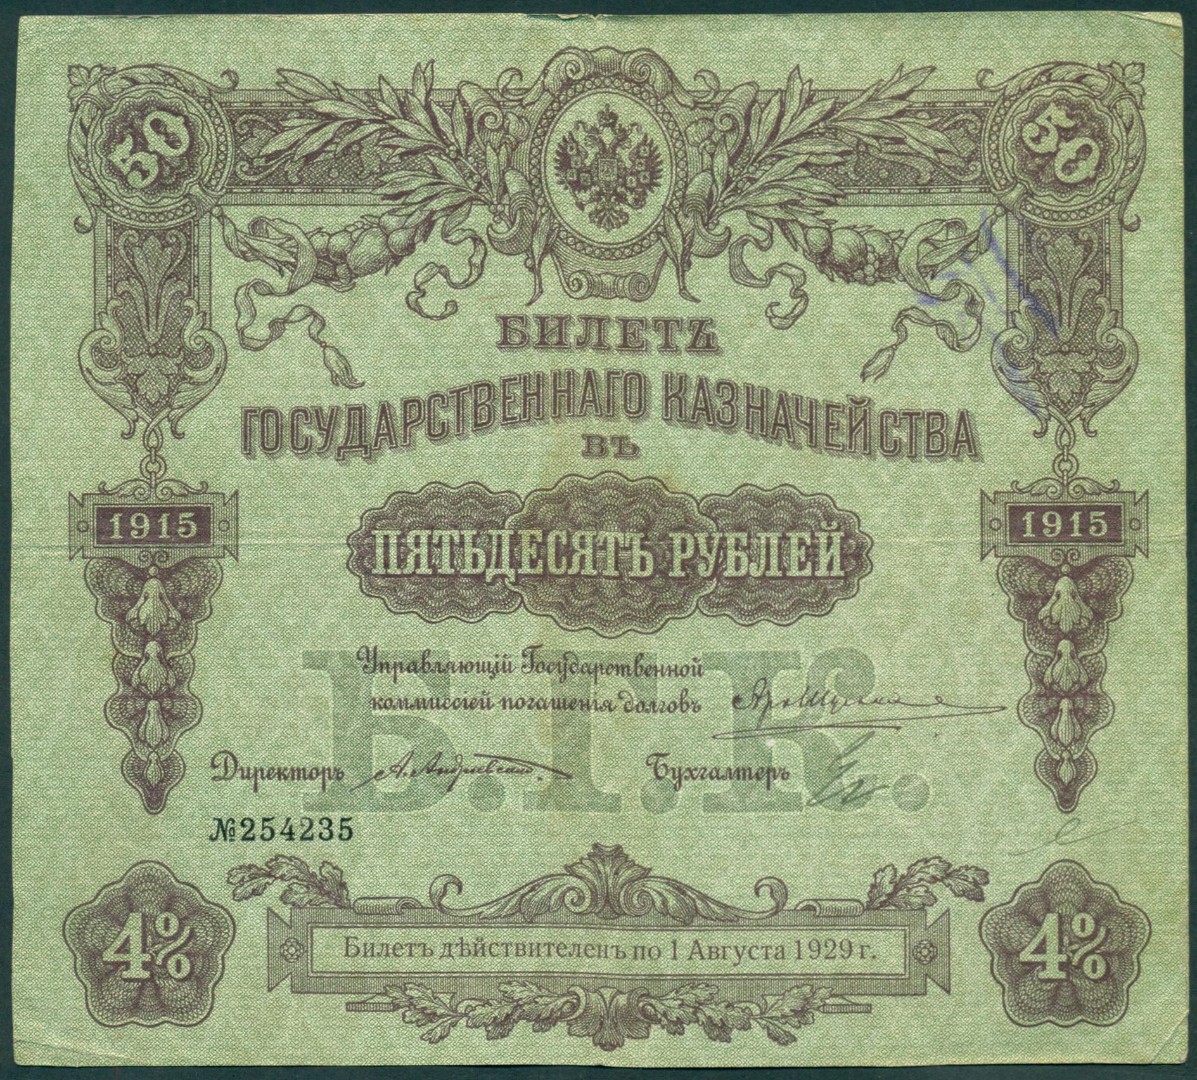 50 50
БИЛЕТЪ
ГОСУДАРСТВЕННАГО КАЗНАЧЕЙСТВА
ВЪ
1915 1915
ПЯТЬДЕСЯТЪ РУБЛЕЙ
Б.Г.К.
Управляющій Государственной
коммиссіей погашенія долговъ
Директоръ Бухгалтеръ
№254235
4% 4%
Билетъ дѣйствителенъ по 1 Августа 1929 г.